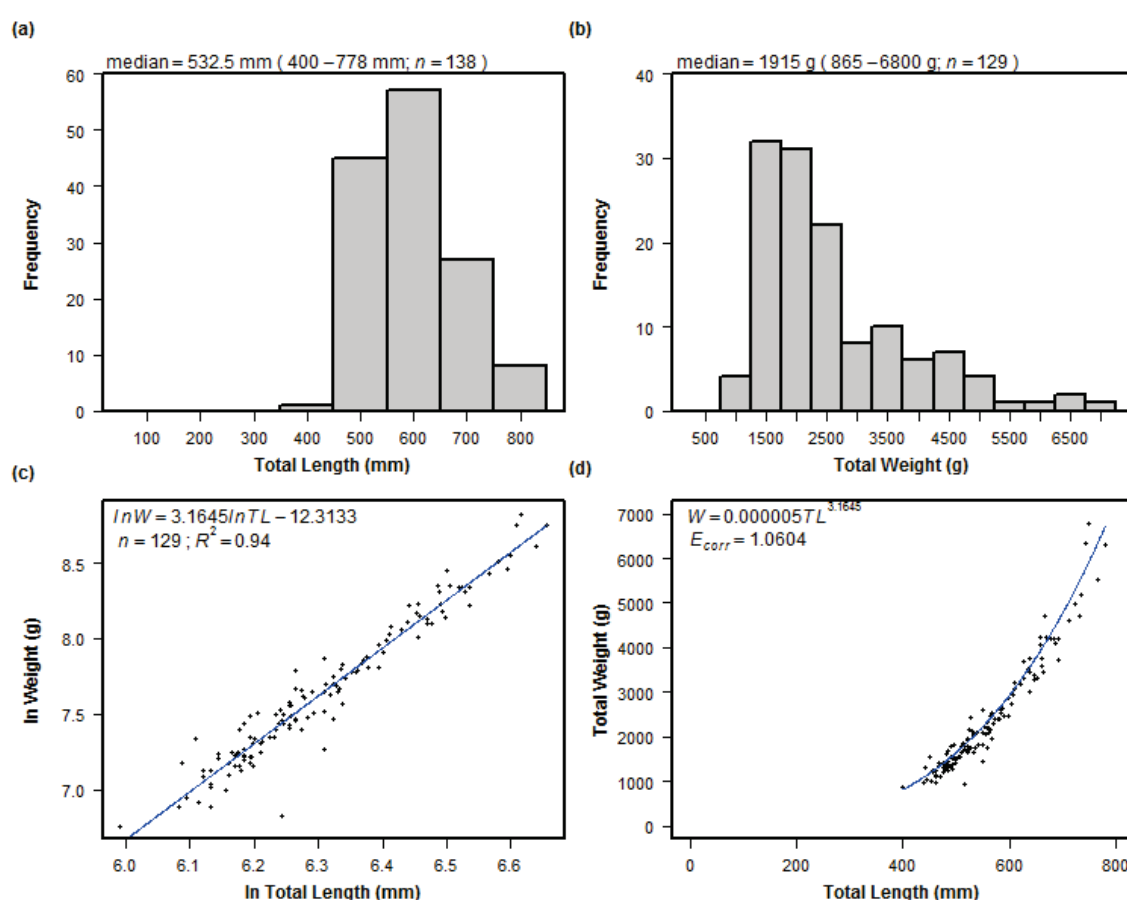 (a)
median = 532.5 mm ( 400 –778 mm; n = 138 )
60
50
40
30
20
10
0
Frequency
100 200 300 400 500 600 700 800
Total Length (mm)
(b)
median = 1915 g ( 865 –6800 g; n = 129 )
40
30
20
10
0
Frequency
500 1500 2500 3500 4500 5500 6500
Total Weight (g)
(c)
lnW = 3.1645lnTL – 12.3133
n = 129 ; R² = 0.94
8.5
8.0
7.5
7.0
ln Weight (g)
6.0 6.1 6.2 6.3 6.4 6.5 6.6
ln Total Length (mm)
(d)
W = 0.000005TL^3.1645
E_corr = 1.0604
7000
6000
5000
4000
3000
2000
1000
0
Total Weight (g)
0 200 400 600 800
Total Length (mm)